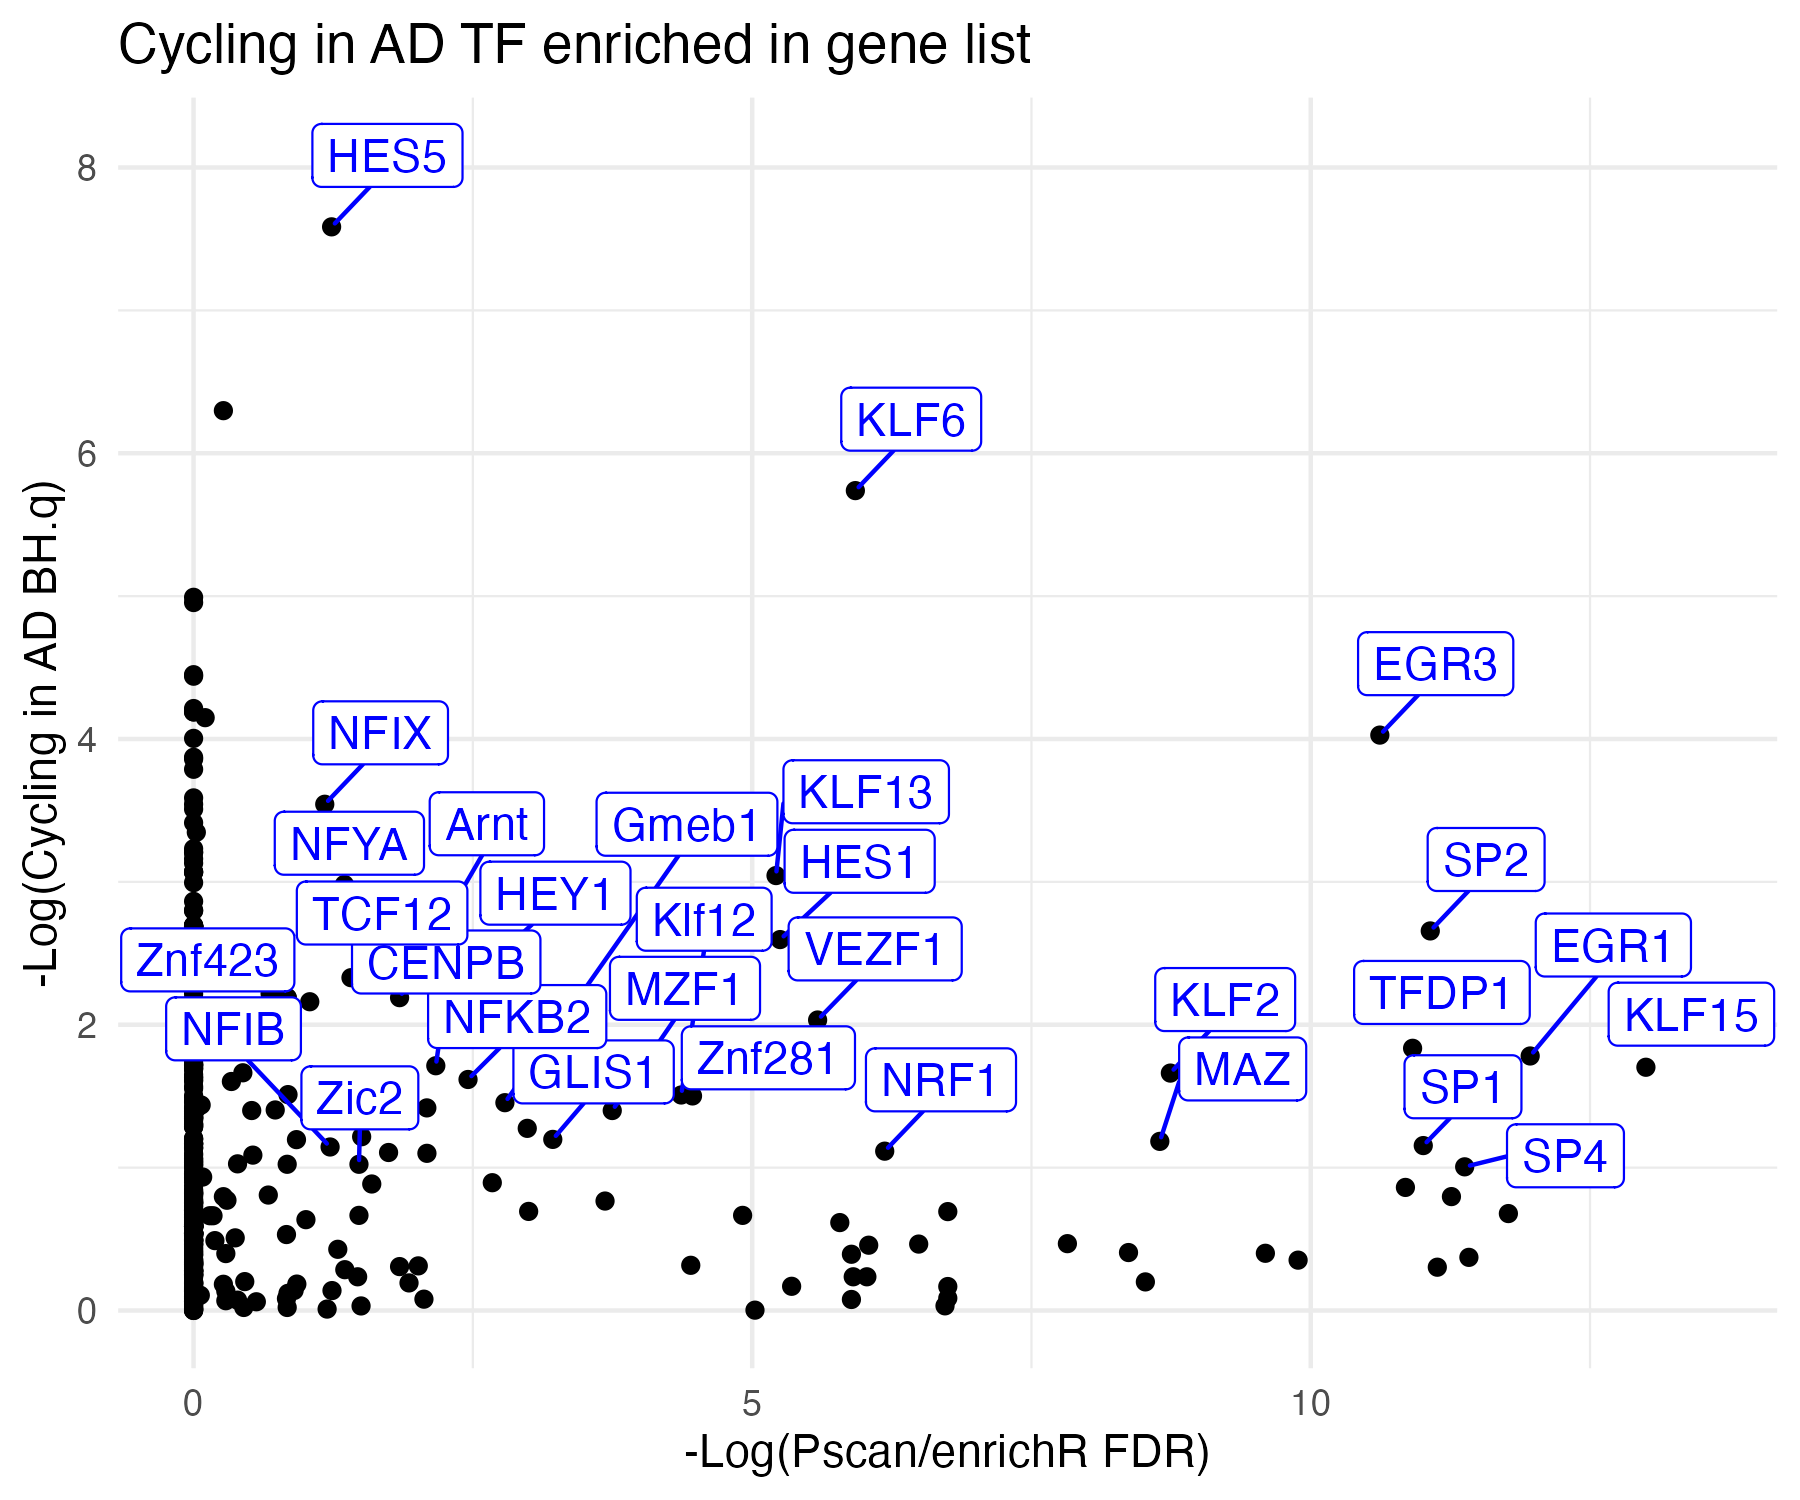 Cycling in AD TF enriched in gene list
-Log(Cycling in AD BH.q)
8
6
4
2
0
HES5
KLF6
EGR3
NFIX
KLF13
Arnt
Gmeb1
NFYA
HES1
SP2
HEY1
TCF12
Klf12
EGR1
VEZF1
Znf423
CENPB
MZF1
TFDP1
KLF2
KLF15
NFKB2
NFIB
Znf281
GLIS1
MAZ
NRF1
SP1
Zic2
SP4
0
5
10
-Log(Pscan/enrichR FDR)